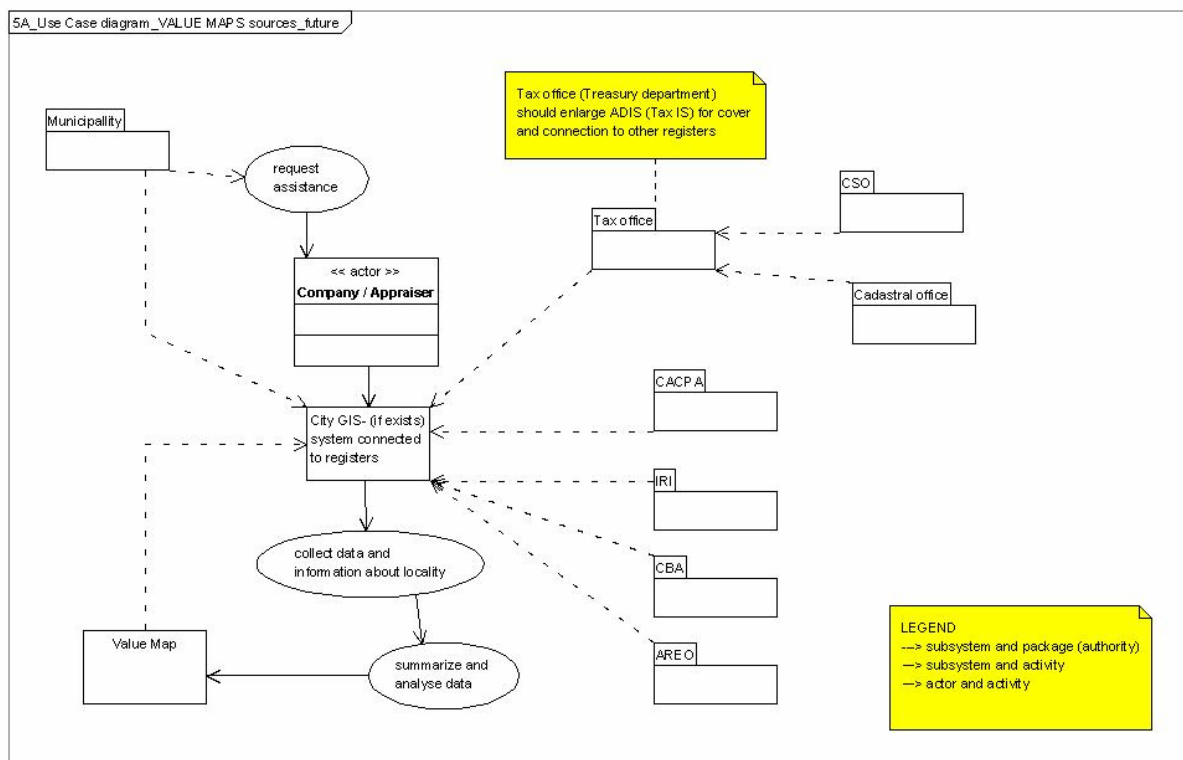 5A_Use Case diagram_VALUE MAPS sources_future
Tax office (Treasury department)
should enlarge ADIS (Tax IS) for cover
and connection to other registers
Municipallity
request
assistance
CSO
Tax office
<< actor >>
Company / Appraiser
Cadastral office
CACPA
City GIS- (if exists)
system connected
to registers
IRI
collect data and
information about locality
CBA
LEGEND
---> subsystem and package (authority)
—> subsystem and activity
—> actor and activity
Value Map
summarize and
analyse data
AREO